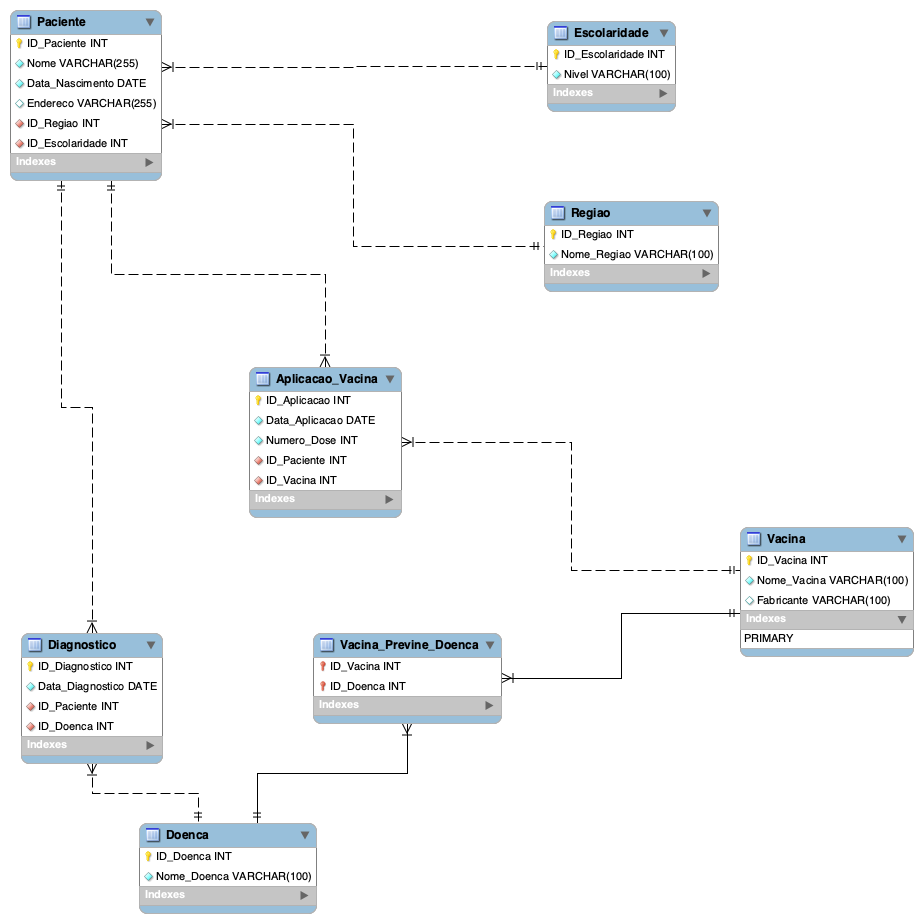 Paciente
ID_Paciente INT
Nome VARCHAR(255)
Data_Nascimento DATE
Endereco VARCHAR(255)
ID_Regiao INT
ID_Escolaridade INT
Indexes
Escolaridade
ID_Escolaridade INT
Nivel VARCHAR(100)
Indexes
Regiao
ID_Regiao INT
Nome_Regiao VARCHAR(100)
Indexes
Aplicacao_Vacina
ID_Aplicacao INT
Data_Aplicacao DATE
Numero_Dose INT
ID_Paciente INT
ID_Vacina INT
Indexes
Vacina
ID_Vacina INT
Nome_Vacina VARCHAR(100)
Fabricante VARCHAR(100)
Indexes
PRIMARY
Diagnostico
ID_Diagnostico INT
Data_Diagnostico DATE
ID_Paciente INT
ID_Doenca INT
Indexes
Vacina_Previne_Doenca
ID_Vacina INT
ID_Doenca INT
Indexes
Doenca
ID_Doenca INT
Nome_Doenca VARCHAR(100)
Indexes